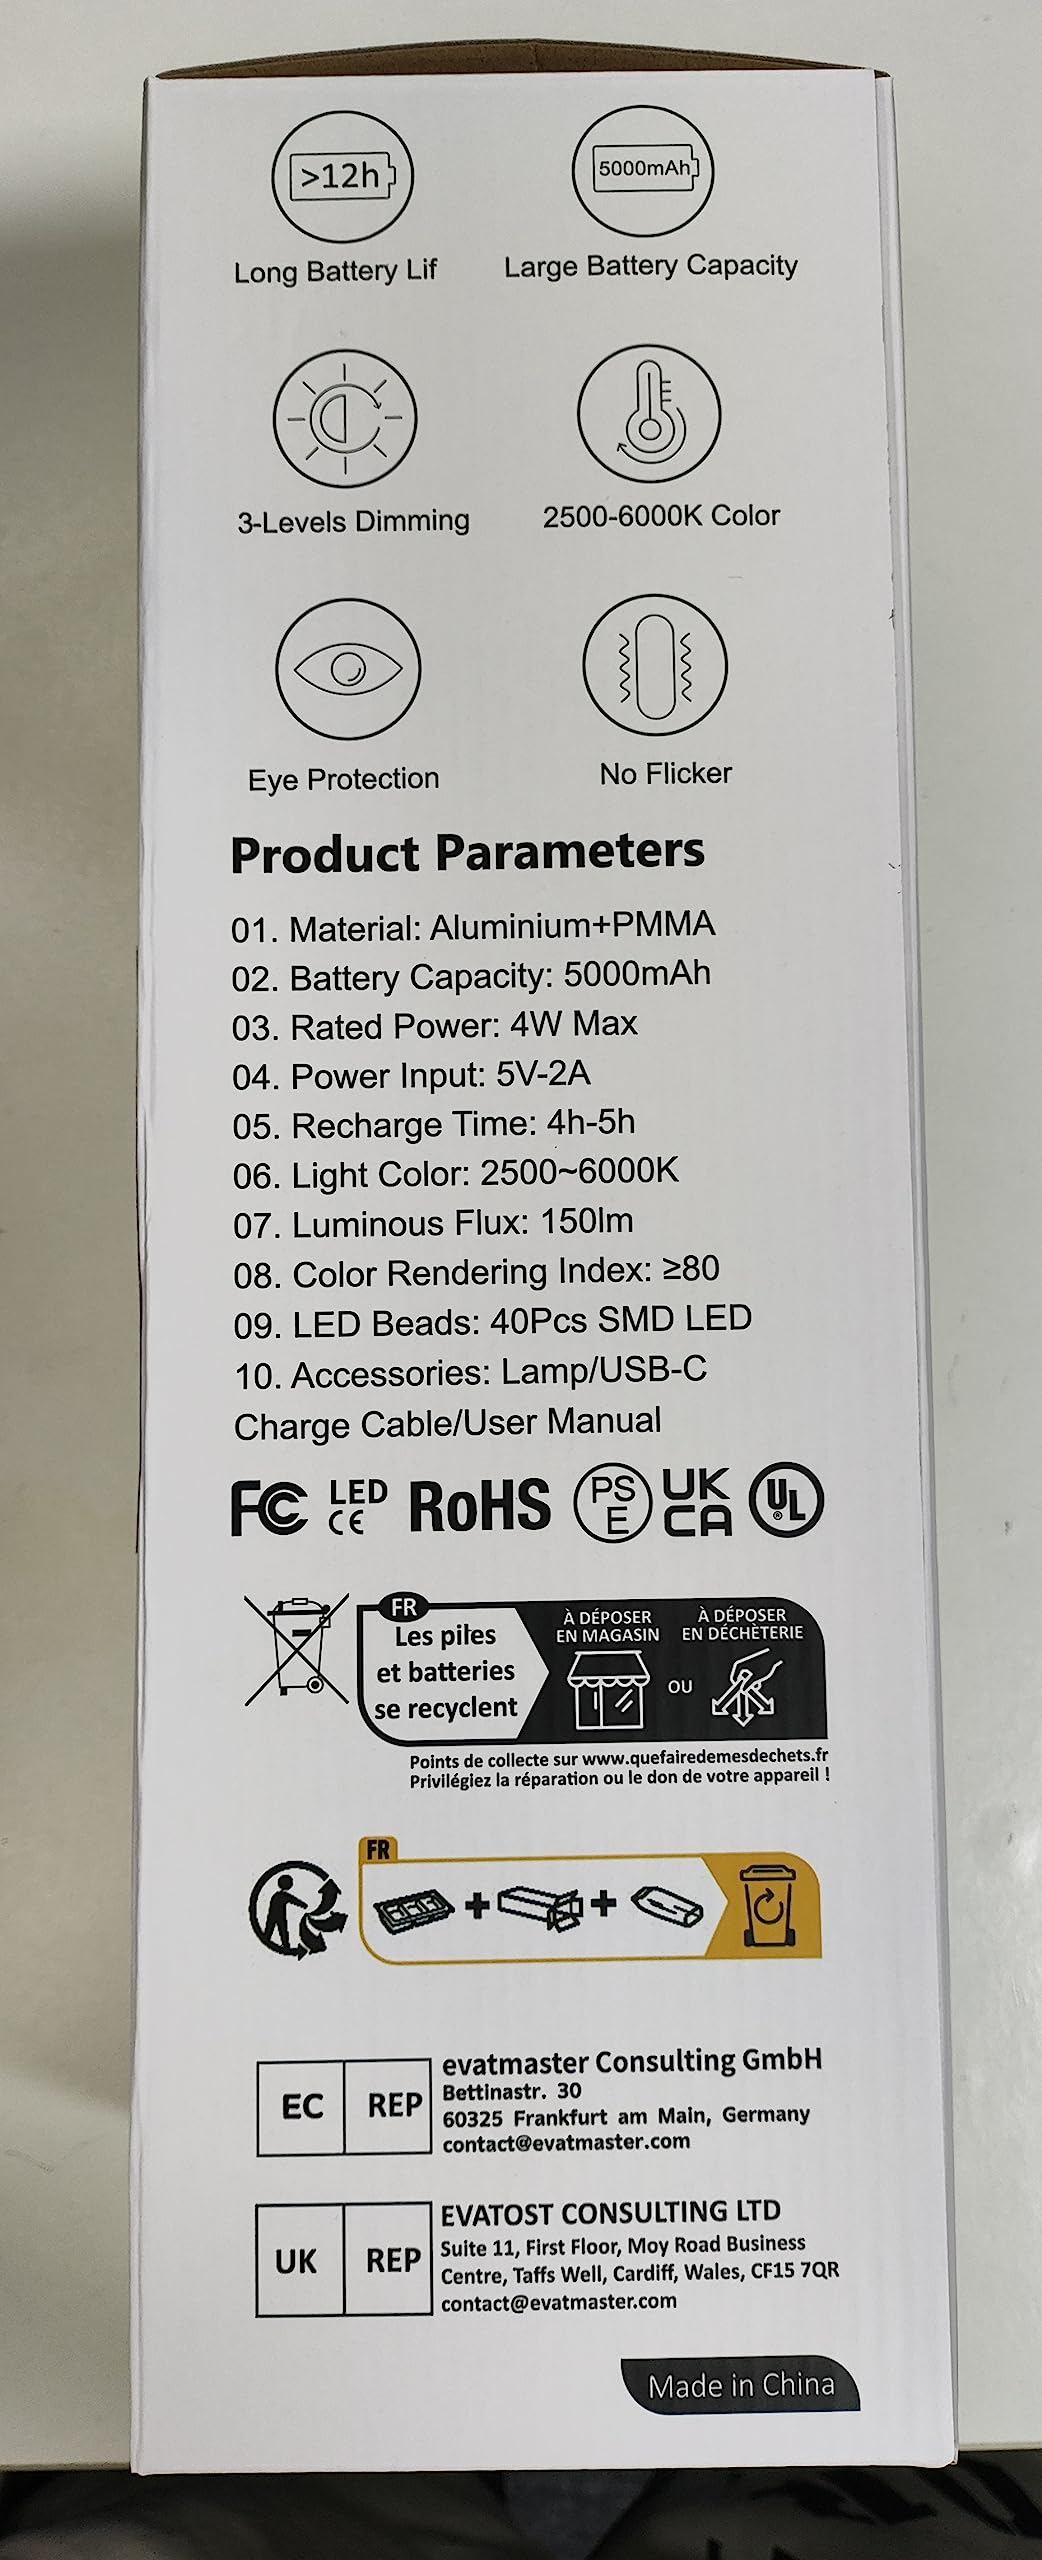 >12h
5000mAh
Long Battery Lif
Large Battery Capacity
3-Levels Dimming
2500-6000K Color
Eye Protection
No Flicker
Product Parameters
01. Material: Aluminium+PMMA
02. Battery Capacity: 5000mAh
03. Rated Power: 4W Max
04. Power Input: 5V-2A
05. Recharge Time: 4h-5h
06. Light Color: 2500~6000K
07. Luminous Flux: 150lm
08. Color Rendering Index: ≥80
09. LED Beads: 40Pcs SMD LED
10. Accessories: Lamp/USB-C
Charge Cable/User Manual
FC LED CE RoHS PSE UKCA UL®
FR
Les piles
et batteries
se recyclent
À DÉPOSER
EN MAGASIN
OU
À DÉPOSER
EN DÉCHÈTERIE
Points de collecte sur www.quefairedemesdechets.fr
Privilégiez la réparation ou le don de votre appareil !
FR
+ +
EC REP
evatmaster Consulting GmbH
Bettinastr. 30
60325 Frankfurt am Main, Germany
contact@evatmaster.com
UK REP
EVATOST CONSULTING LTD
Suite 11, First Floor, Moy Road Business
Centre, Taffs Well, Cardiff, Wales, CF15 7QR
contact@evatmaster.com
Made in China